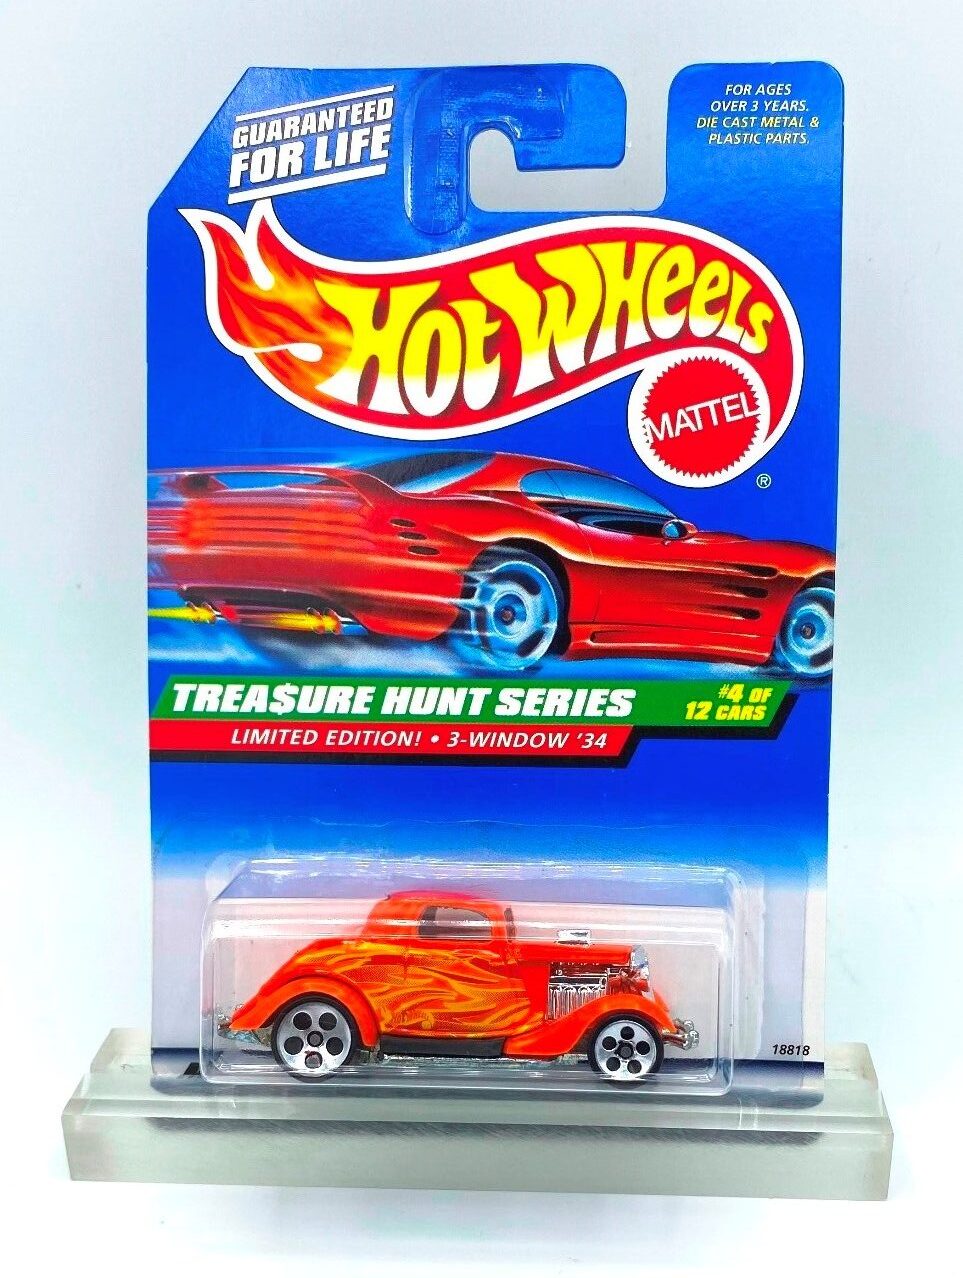 GUARANTEED
FOR LIFE
FOR AGES
OVER 3 YEARS.
DIE CAST METAL &
PLASTIC PARTS.
HOT WHEELS
MATTEL
®
TREA$URE HUNT SERIES
#4 OF
12 CARS
LIMITED EDITION! • 3-WINDOW '34
18818